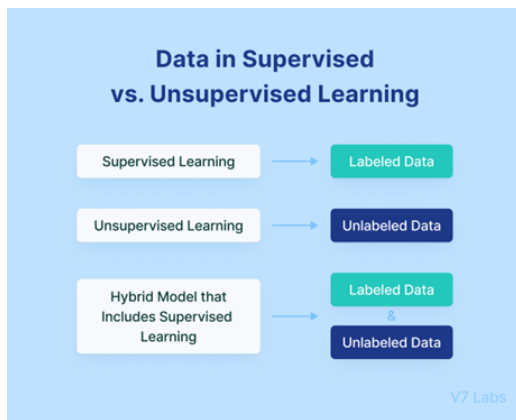 Data in Supervised
vs. Unsupervised Learning
Supervised Learning
Labeled Data
Unsupervised Learning
Unlabeled Data
Hybrid Model that
Includes Supervised
Learning
Labeled Data
&
Unlabeled Data
V7 Labs